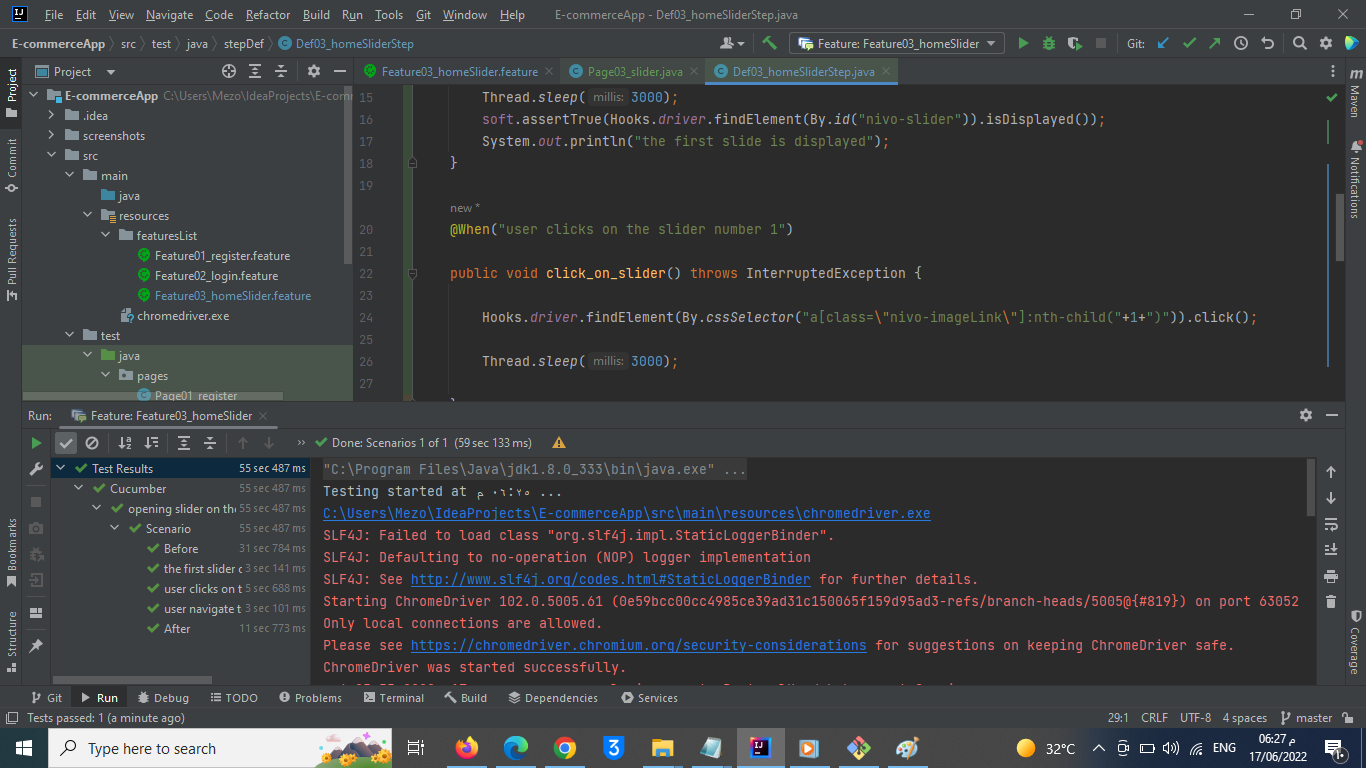 File Edit View Navigate Code Refactor Build Run Tools Git Window Help E-commerceApp - Def03_homeSliderStep.java
E-commerceApp src test java stepDef Def03_homeSliderStep Feature: Feature03_homeSlider Git:
Project
Feature03_homeSlider.feature Page03_slider.java Def03_homeSliderStep.java
E-commerceApp C:\Users\Mezo\IdeaProjects\E-comm
.idea
screenshots
src
main
java
resources
featuresList
Feature01_register.feature
Feature02_login.feature
Feature03_homeSlider.feature
chromedriver.exe
test
java
pages
Page01_register
15 Thread.sleep( millis: 3000);
16 soft.assertTrue(Hooks.driver.findElement(By.id("nivo-slider")).isDisplayed());
17 System.out.println("the first slide is displayed");
18 }
19
new *
20 @When("user clicks on the slider number 1")
21
22 public void click_on_slider() throws InterruptedException {
23
24 Hooks.driver.findElement(By.cssSelector("a[class=\"nivo-imageLink\"]:nth-child("+1+")")).click();
25
26 Thread.sleep( millis: 3000);
27
Project
Commit
Pull Requests
Bookmarks
Structure
Maven
Notifications
Coverage
Run: Feature: Feature03_homeSlider
» Done: Scenarios 1 of 1 (59 sec 133 ms)
Test Results 55 sec 487 ms
Cucumber 55 sec 487 ms
opening slider on the 55 sec 487 ms
Scenario 55 sec 487 ms
Before 31 sec 784 ms
the first slider 3 sec 141 ms
user clicks on t 5 sec 688 ms
user navigate t 3 sec 101 ms
After 11 sec 773 ms
"C:\Program Files\Java\jdk1.8.0_333\bin\java.exe" ...
Testing started at م ٠٦:٢٥ ...
C:\Users\Mezo\IdeaProjects\E-commerceApp\src\main\resources\chromedriver.exe
SLF4J: Failed to load class "org.slf4j.impl.StaticLoggerBinder".
SLF4J: Defaulting to no-operation (NOP) logger implementation
SLF4J: See http://www.slf4j.org/codes.html#StaticLoggerBinder for further details.
Starting ChromeDriver 102.0.5005.61 (0e59bcc00cc4985ce39ad31c150065f159d95ad3-refs/branch-heads/5005@{#819}) on port 63052
Only local connections are allowed.
Please see https://chromedriver.chromium.org/security-considerations for suggestions on keeping ChromeDriver safe.
ChromeDriver was started successfully.
Git Run Debug TODO Problems Terminal Build Dependencies Services
Tests passed: 1 (a minute ago) 29:1 CRLF UTF-8 4 spaces master
Type here to search 32°C ENG 06:27 م
17/06/2022 1